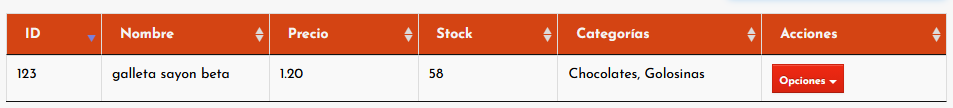 ID Nombre Precio Stock Categorías Acciones
123 galleta sayon beta 1.20 58 Chocolates, Golosinas Opciones